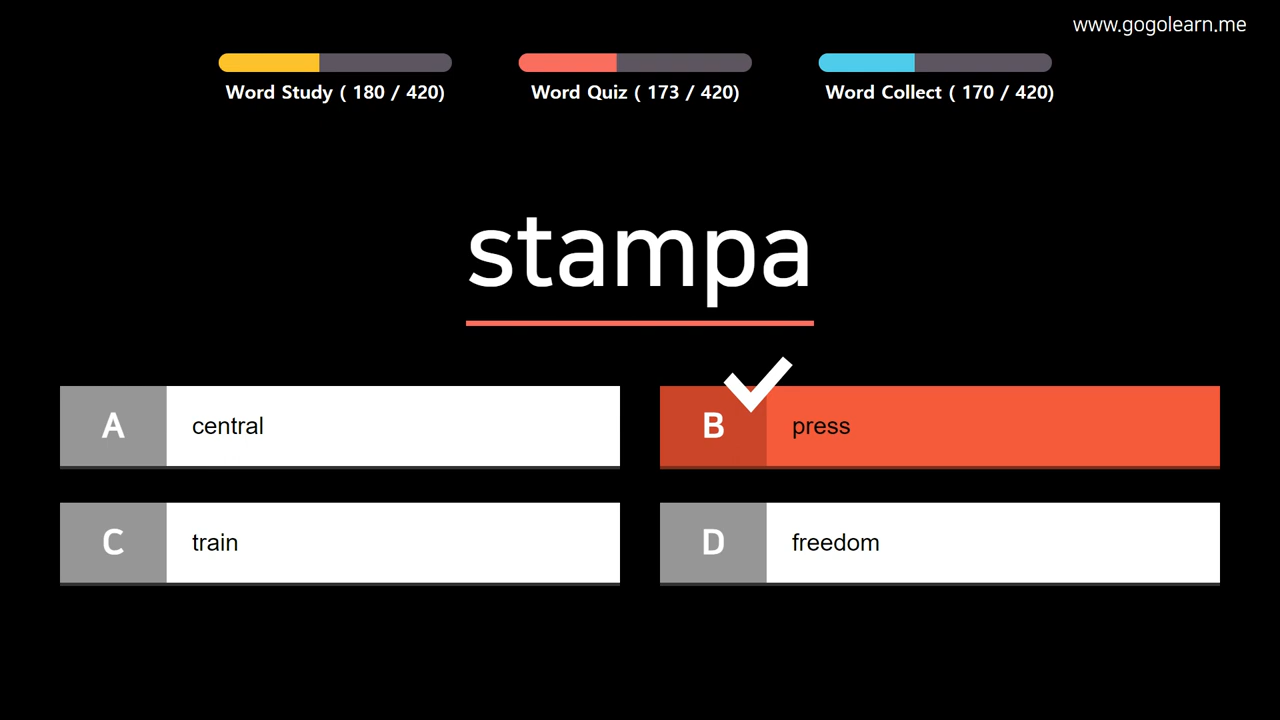 www.gogolearn.me
Word Study ( 180 / 420)
Word Quiz ( 173 / 420)
Word Collect ( 170 / 420)
stampa
A central
B press
C train
D freedom